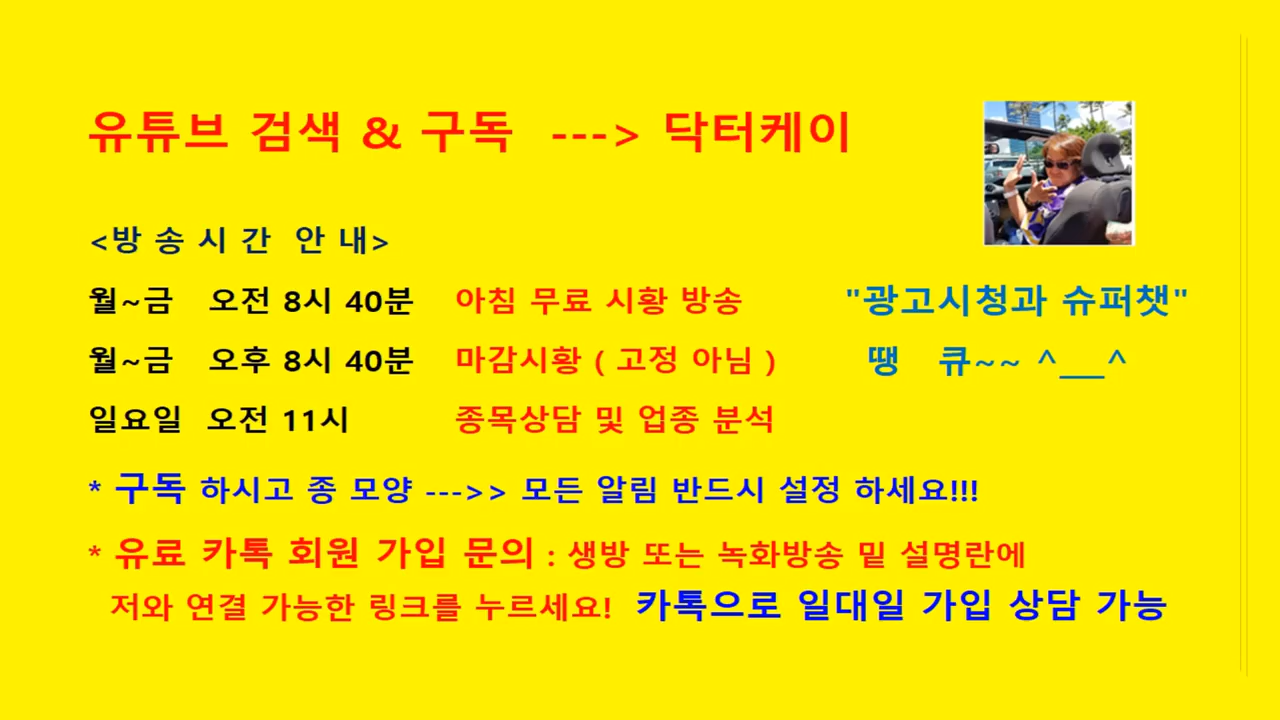 유튜브 검색 & 구독 ---> 닥터케이
<방 송 시 간 안 내>
월~금 오전 8시 40분 아침 무료 시황 방송 "광고시청과 슈퍼챗"
월~금 오후 8시 40분 마감시황 ( 고정 아님 ) 땡 큐~~ ^__^
일요일 오전 11시 종목상담 및 업종 분석
* 구독 하시고 종 모양 --->> 모든 알림 반드시 설정 하세요!!!
* 유료 카톡 회원 가입 문의 : 생방 또는 녹화방송 밑 설명란에
저와 연결 가능한 링크를 누르세요! 카톡으로 일대일 가입 상담 가능